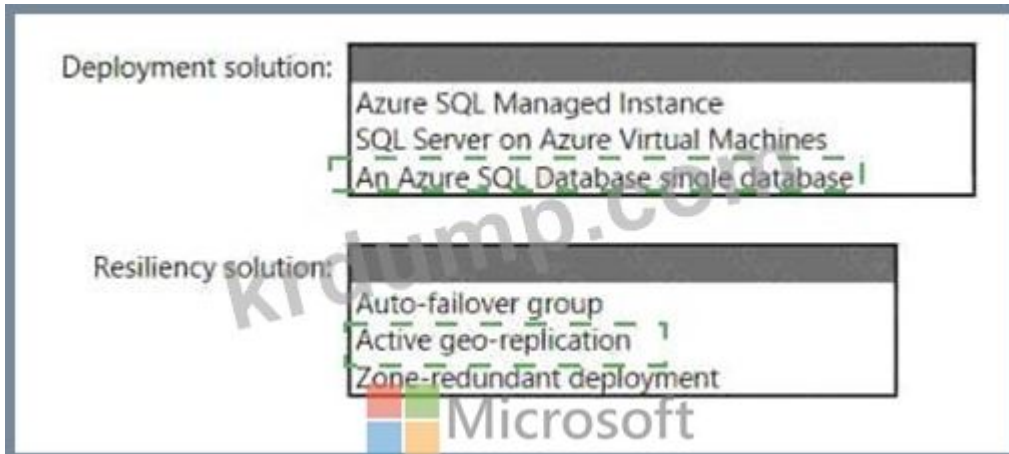 Deployment solution:
Azure SQL Managed Instance
SQL Server on Azure Virtual Machines
An Azure SQL Database single database
krdump.com
Resiliency solution:
Auto-failover group
Active geo-replication
Zone-redundant deployment
Microsoft